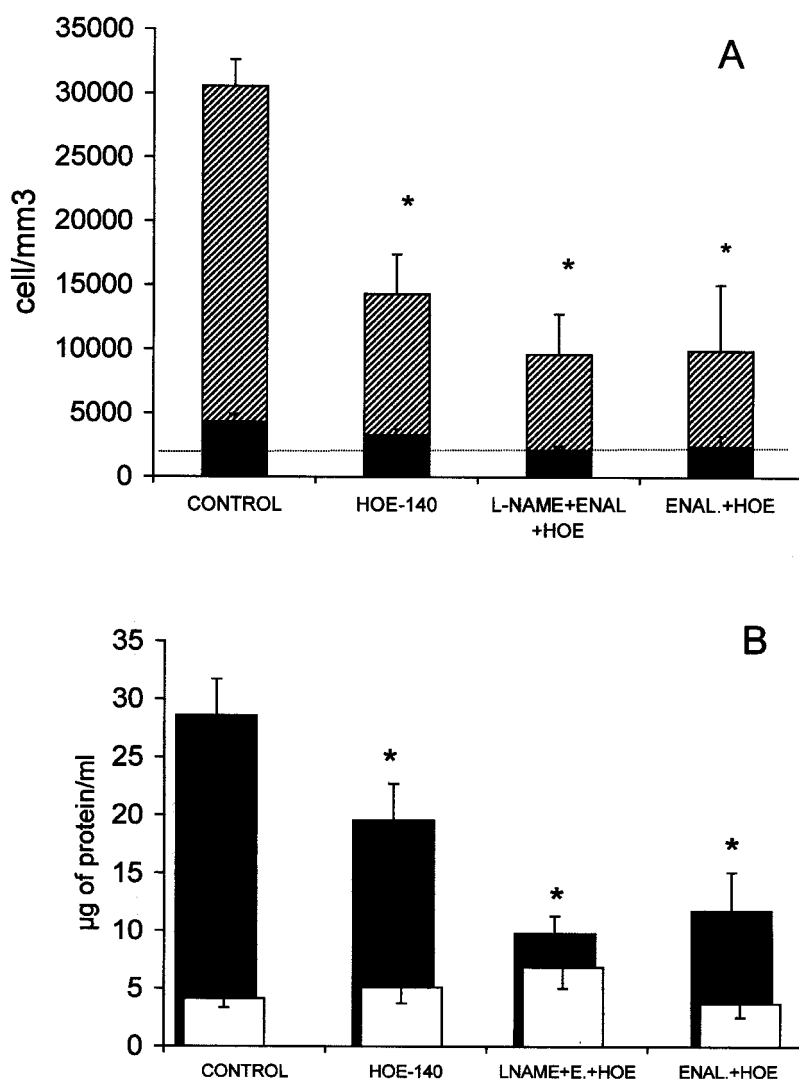 A
35000
30000
25000
20000
15000
10000
5000
0
cell/mm3
*
*
*
CONTROL
HOE-140
L-NAME+ENAL
+HOE
ENAL.+HOE
B
35
30
25
20
15
10
5
0
µg of protein/ml
*
*
*
CONTROL
HOE-140
LNAME+E.+HOE
ENAL.+HOE